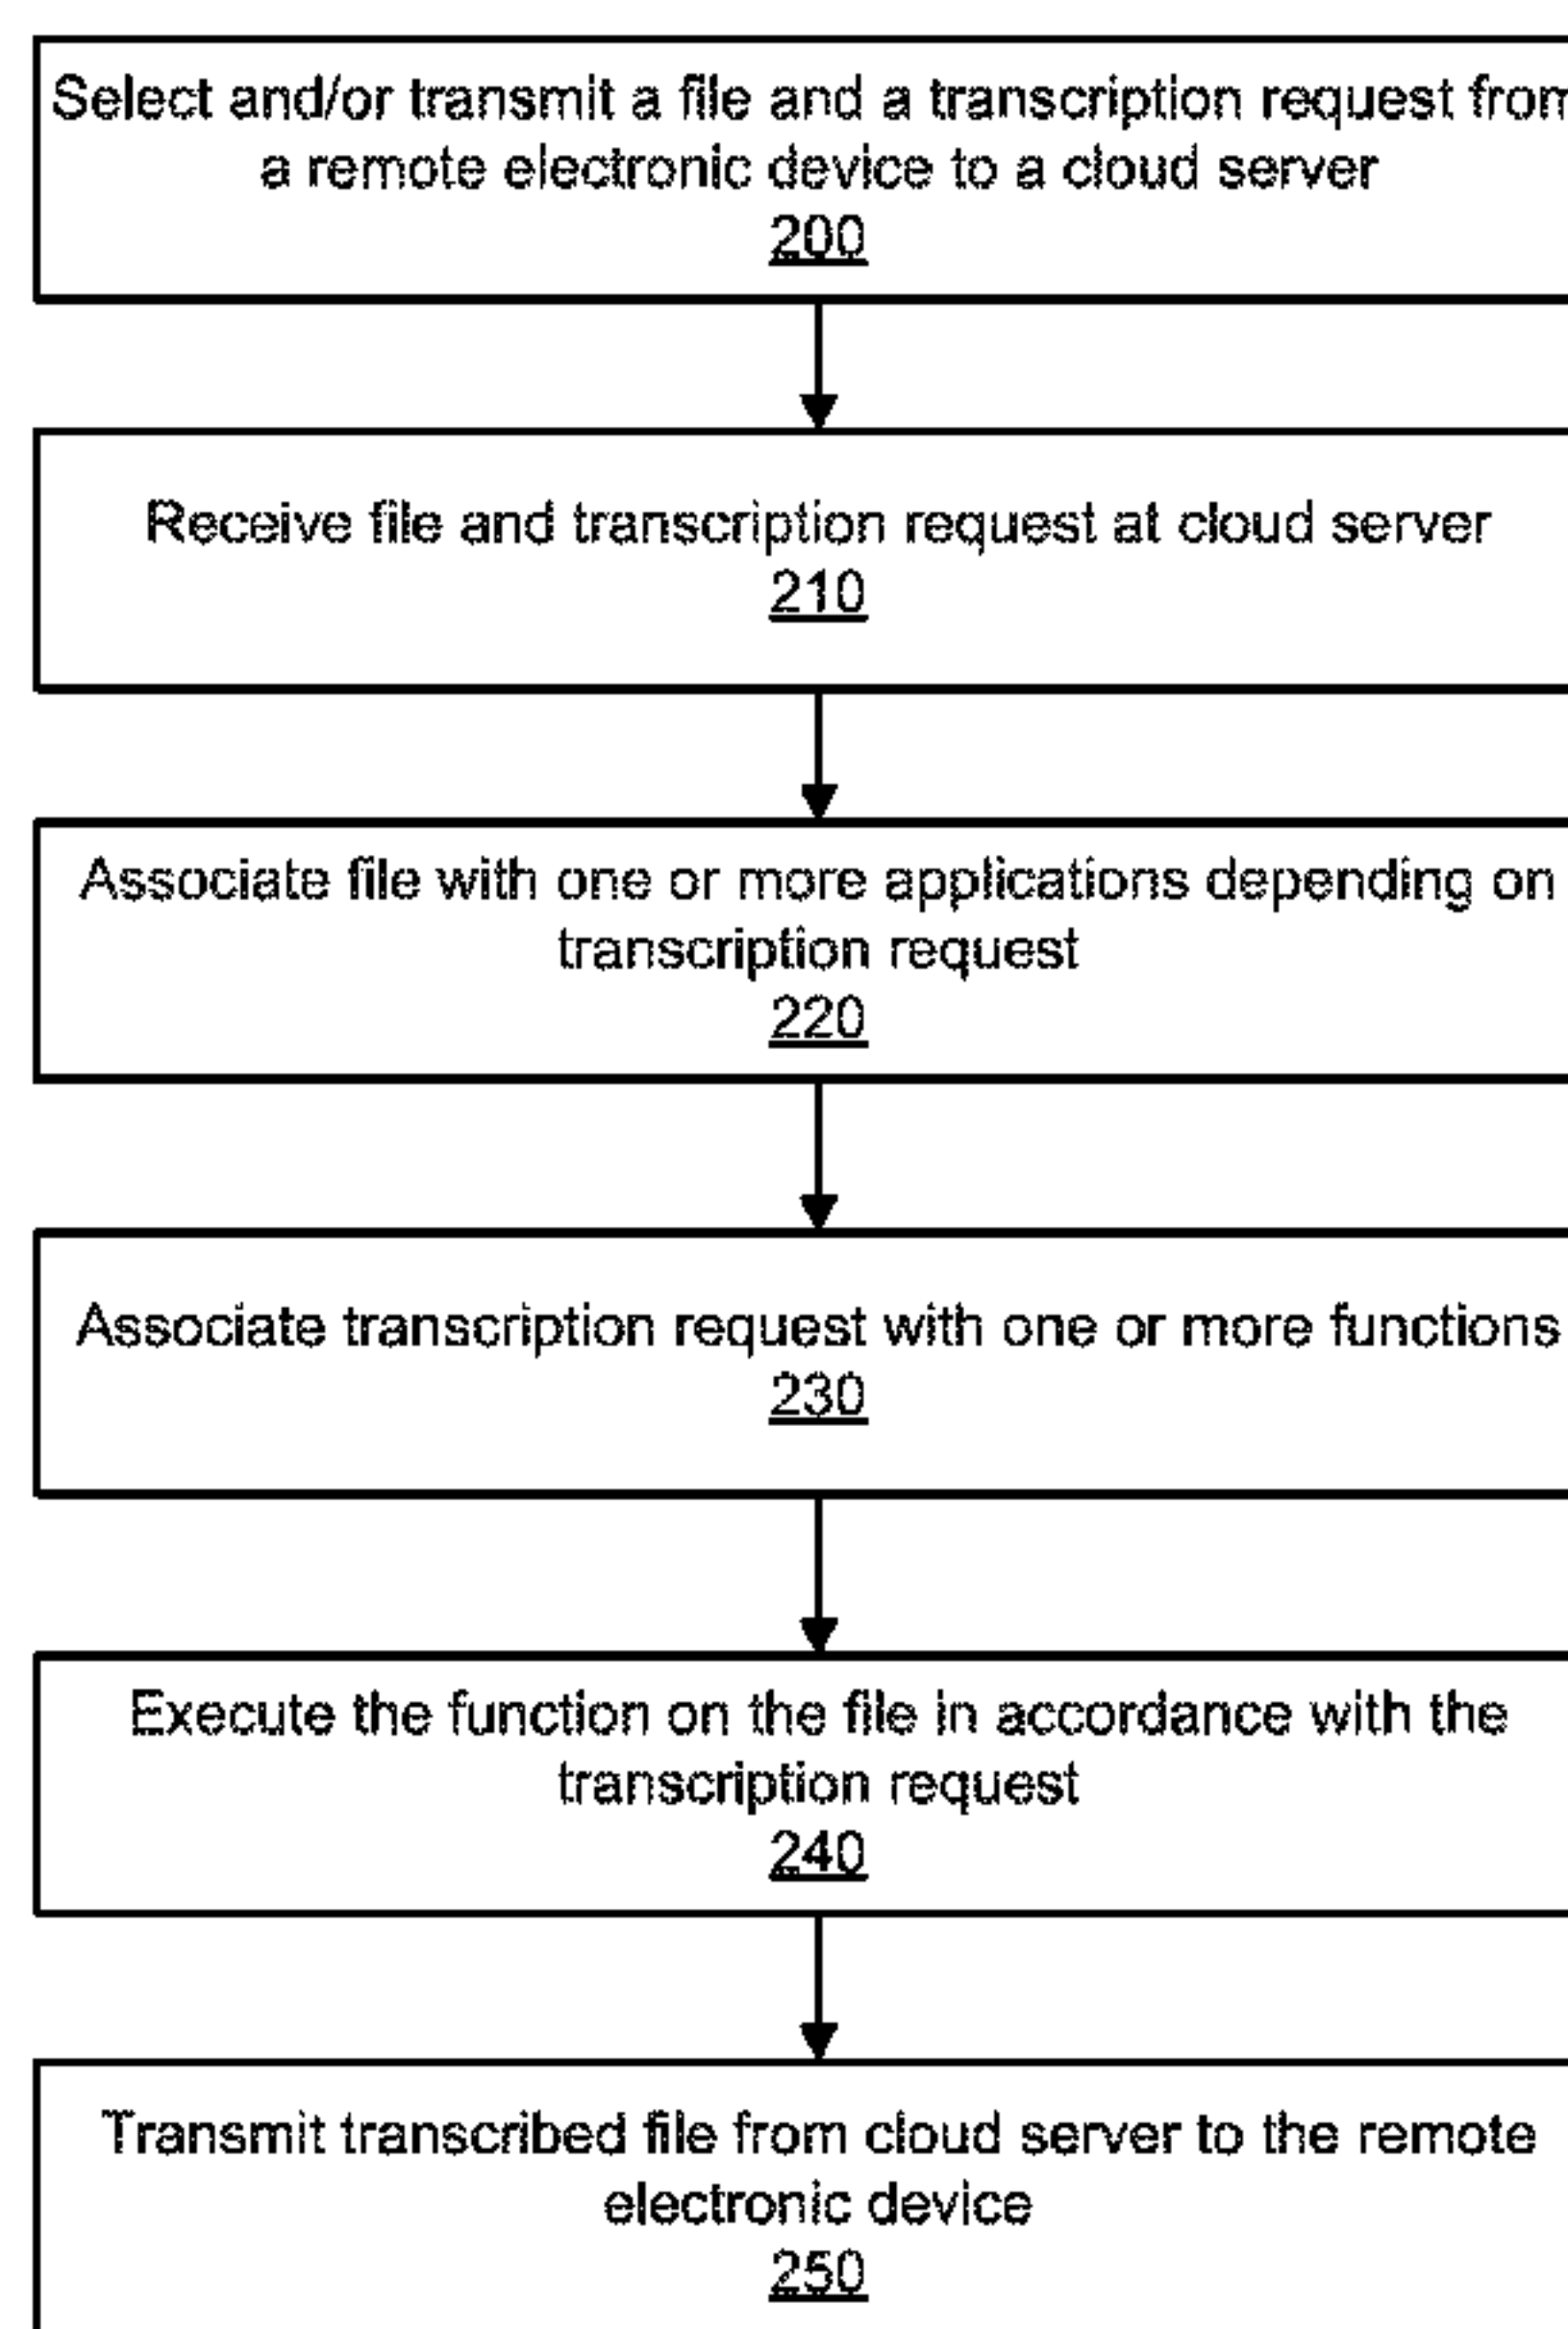 Select and/or transmit a file and a transcription request from
a remote electronic device to a cloud server
200
Receive file and transcription request at cloud server
210
Associate file with one or more applications depending on
transcription request
220
Associate transcription request with one or more functions
230
Execute the function on the file in accordance with the
transcription request
240
Transmit transcribed file from cloud server to the remote
electronic device
250